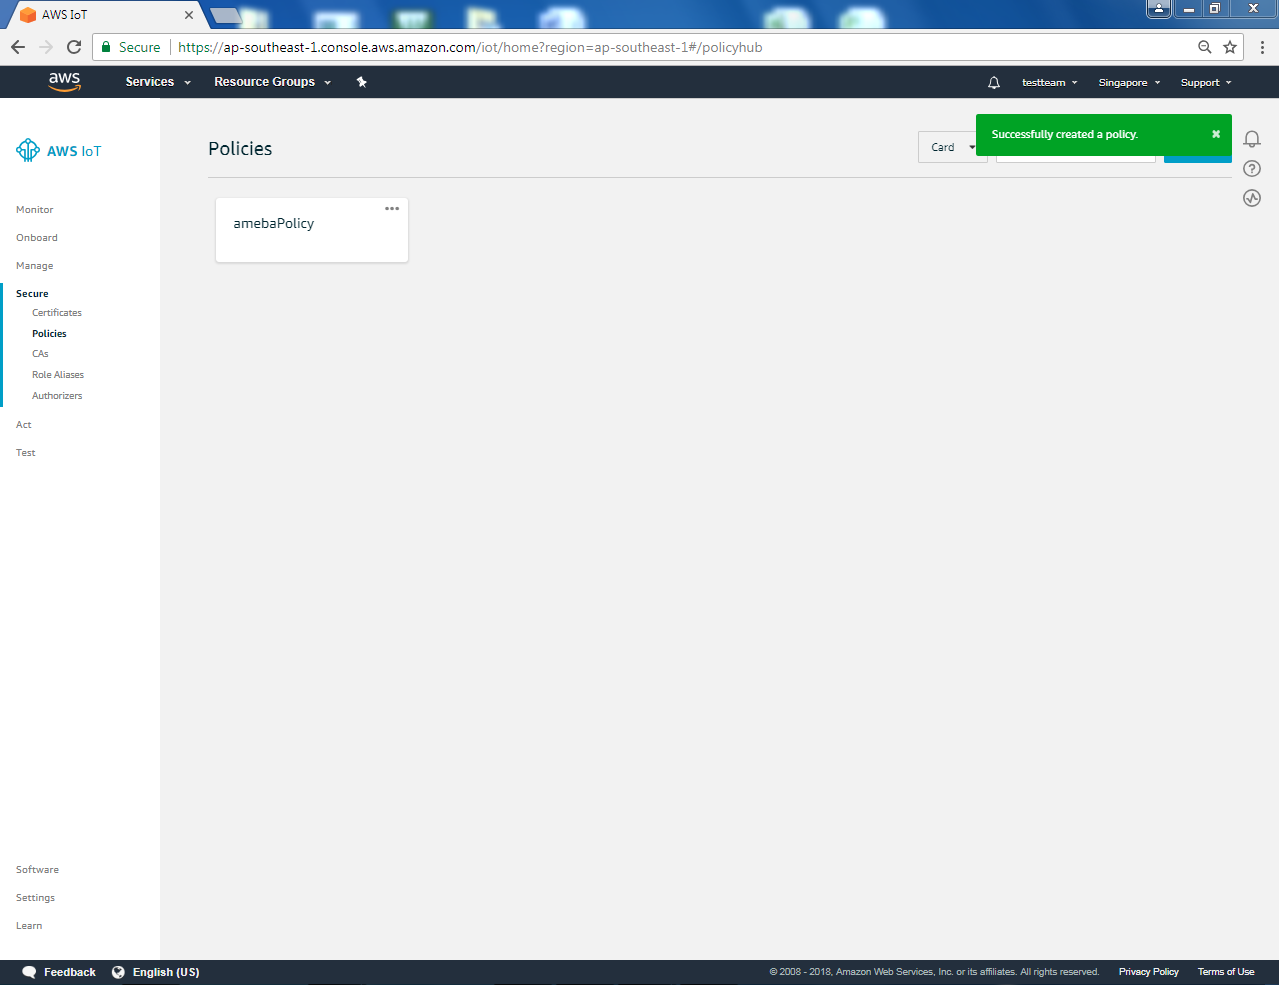 AWS IoT
Secure https://ap-southeast-1.console.aws.amazon.com/iot/home?region=ap-southeast-1#/policyhub
aws Services Resource Groups testteam Singapore Support
AWS IoT
Monitor
Onboard
Manage
Secure
Certificates
Policies
CAs
Role Aliases
Authorizers
Act
Test
Software
Settings
Learn
Policies
Card
Successfully created a policy.
amebaPolicy
Feedback English (US) © 2008 - 2018, Amazon Web Services, Inc. or its affiliates. All rights reserved. Privacy Policy Terms of Use